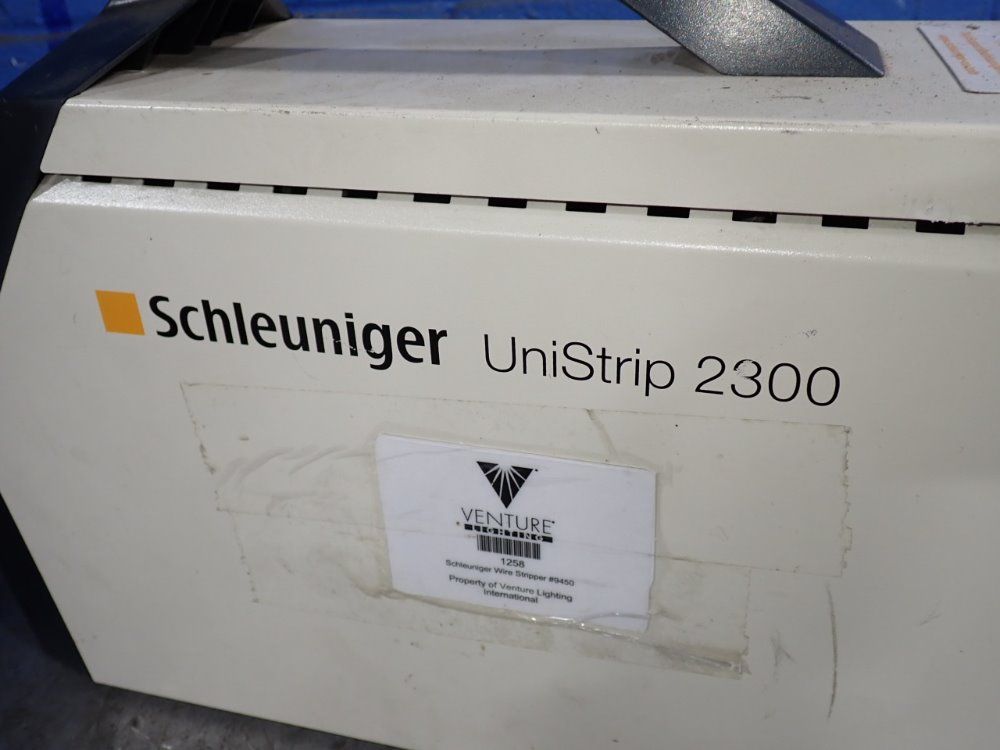 Schleuniger UniStrip 2300
VENTURE
LIGHTING
1258
Schleuniger Wire Stripper #9450
Property of Venture Lighting
International